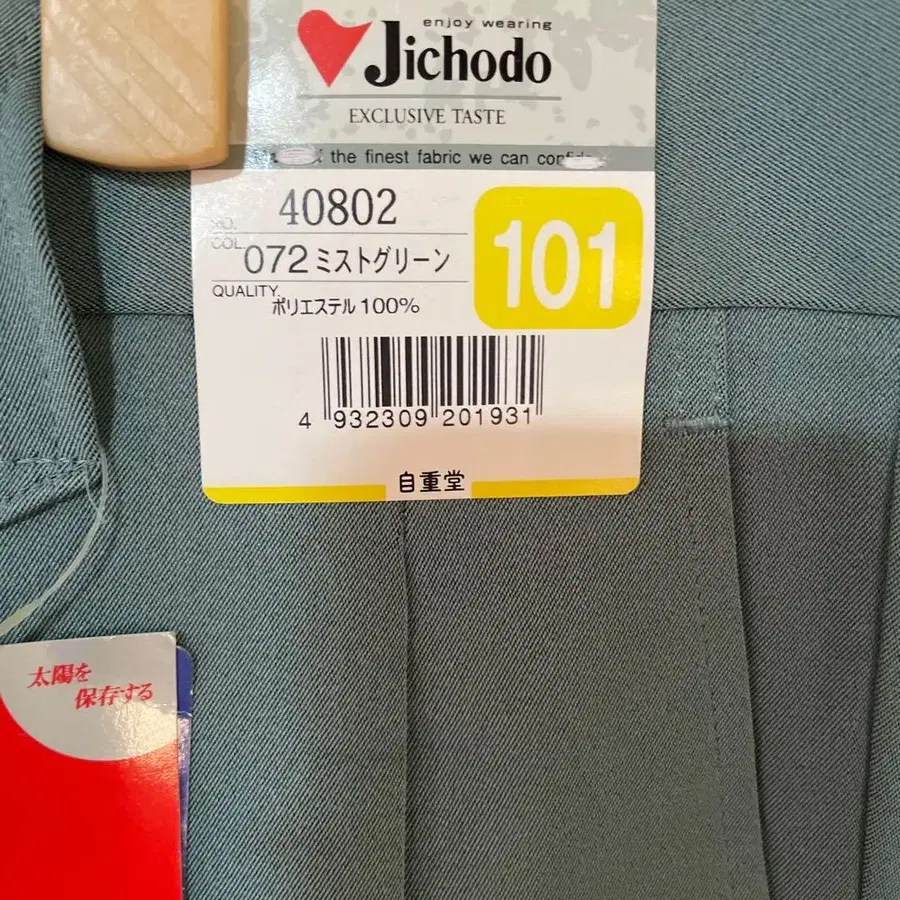 enjoy wearing
Jichodo
EXCLUSIVE TASTE
the finest fabric we can
NO. 40802
COL. 072 ミストグリーン
101
QUALITY.
ポリエステル 100%
4 932309 201931
自重堂
太陽を
保存する